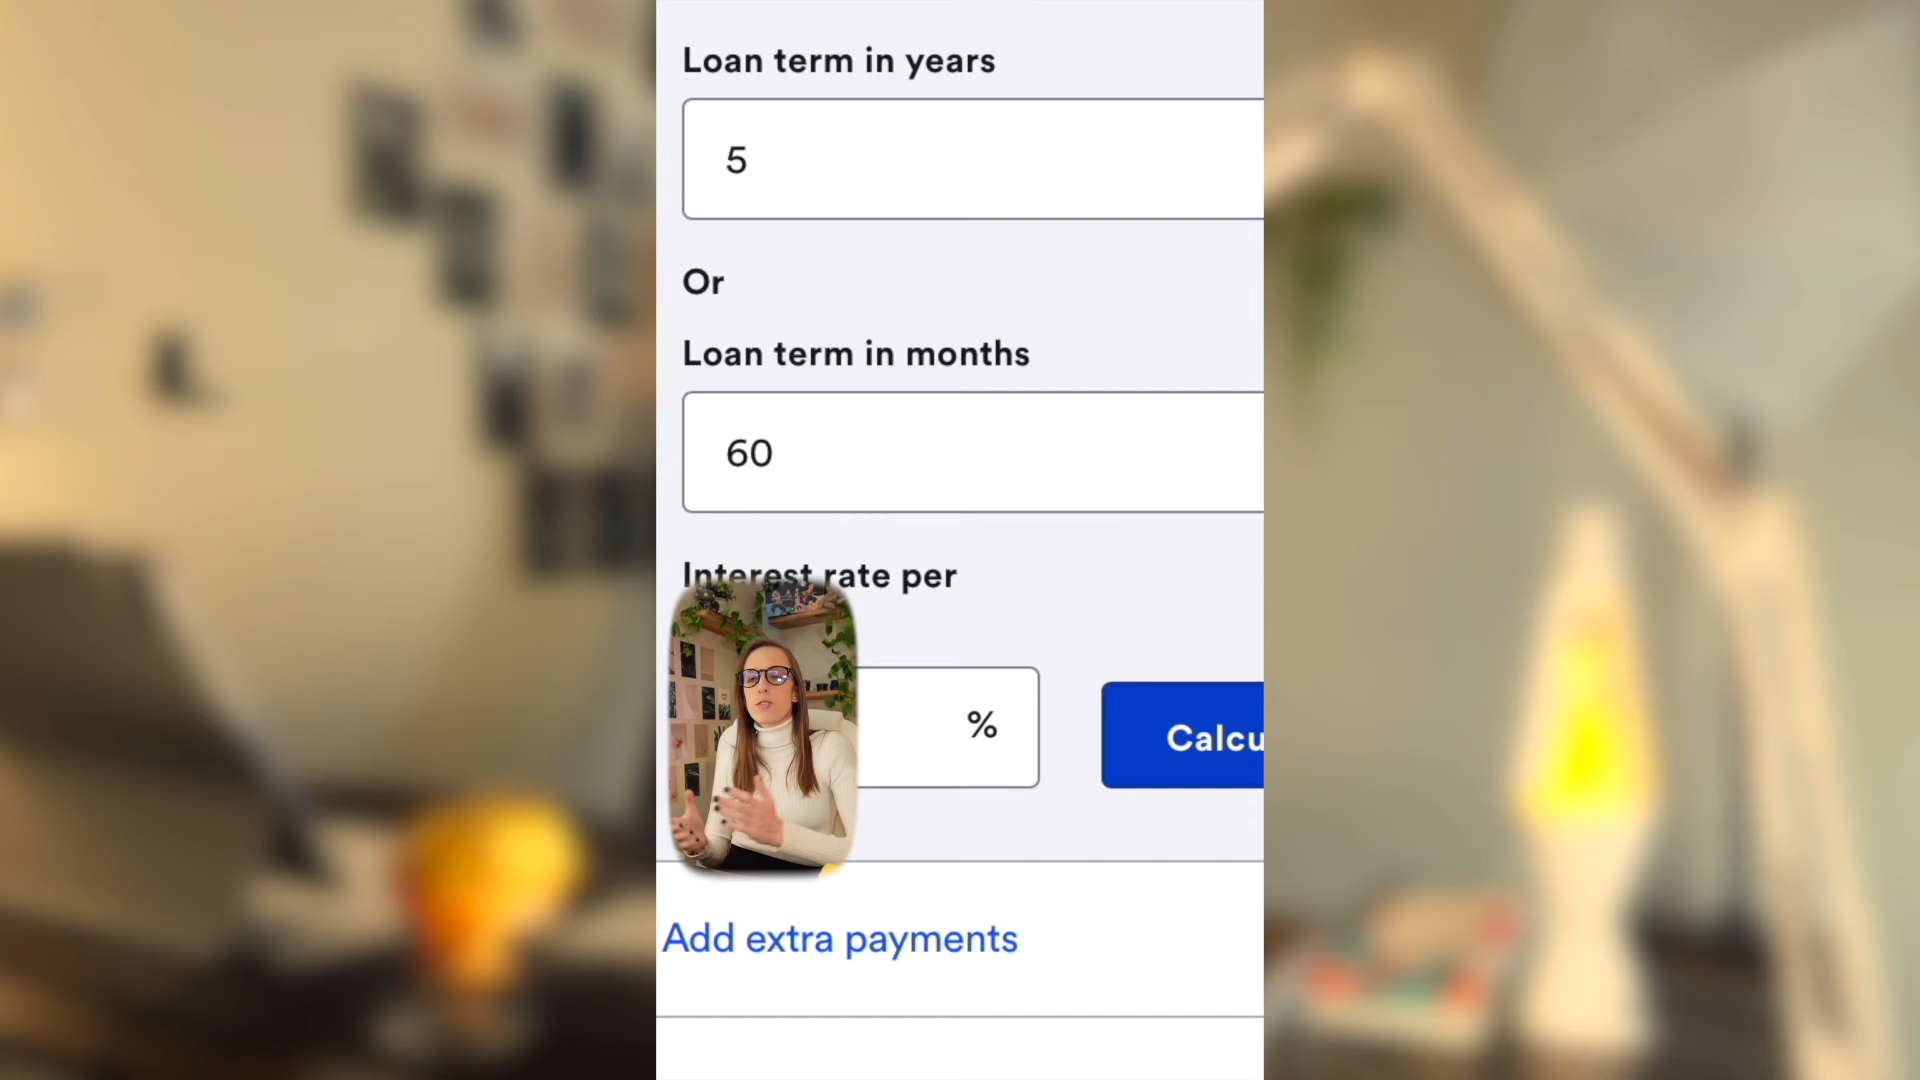 Loan term in years
5
Or
Loan term in months
60
Interest rate per
%
Calcu
Add extra payments